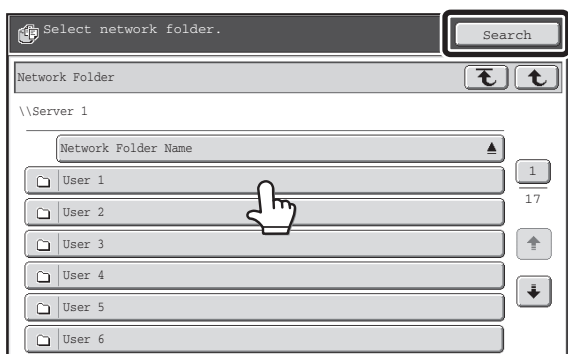 Select network folder.
Search
Network Folder
\\Server 1
Network Folder Name
User 1
1
17
User 2
User 3
User 4
User 5
User 6